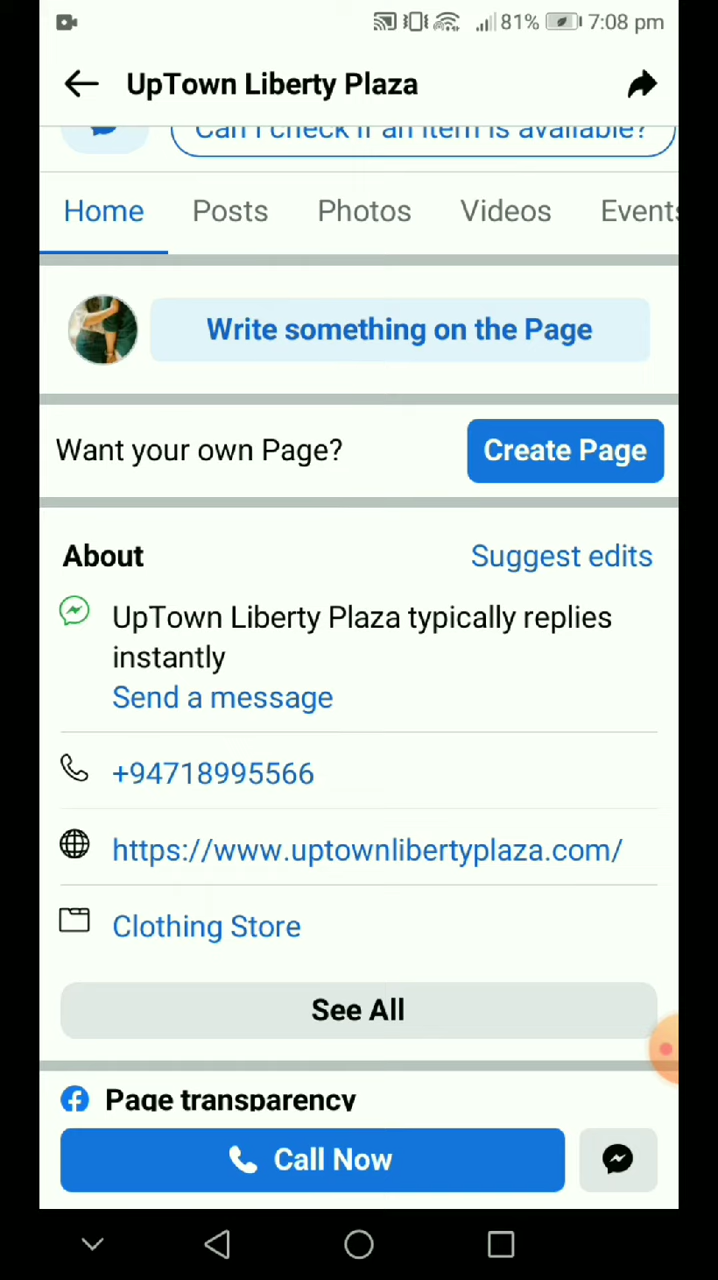 81% 7:08 pm
UpTown Liberty Plaza
Can I check if an item is available?
Home Posts Photos Videos Events
Write something on the Page
Want your own Page? Create Page
About Suggest edits
UpTown Liberty Plaza typically replies
instantly
Send a message
+94718995566
https://www.uptownlibertyplaza.com/
Clothing Store
See All
Page transparency
Call Now